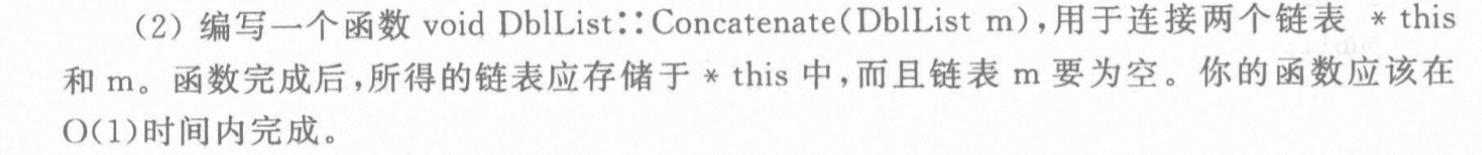 (2) 编写一个函数 void DblList::Concatenate(DblList m),用于连接两个链表 * this
和 m。函数完成后,所得的链表应存储于 * this 中,而且链表 m 要为空。你的函数应该在
O(1)时间内完成。